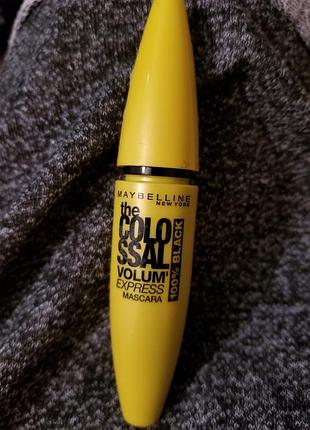 MAYBELLINE
NEW YORK
the
COLO
SSAL
VOLUM'
EXPRESS
MASCARA
100% BLACK